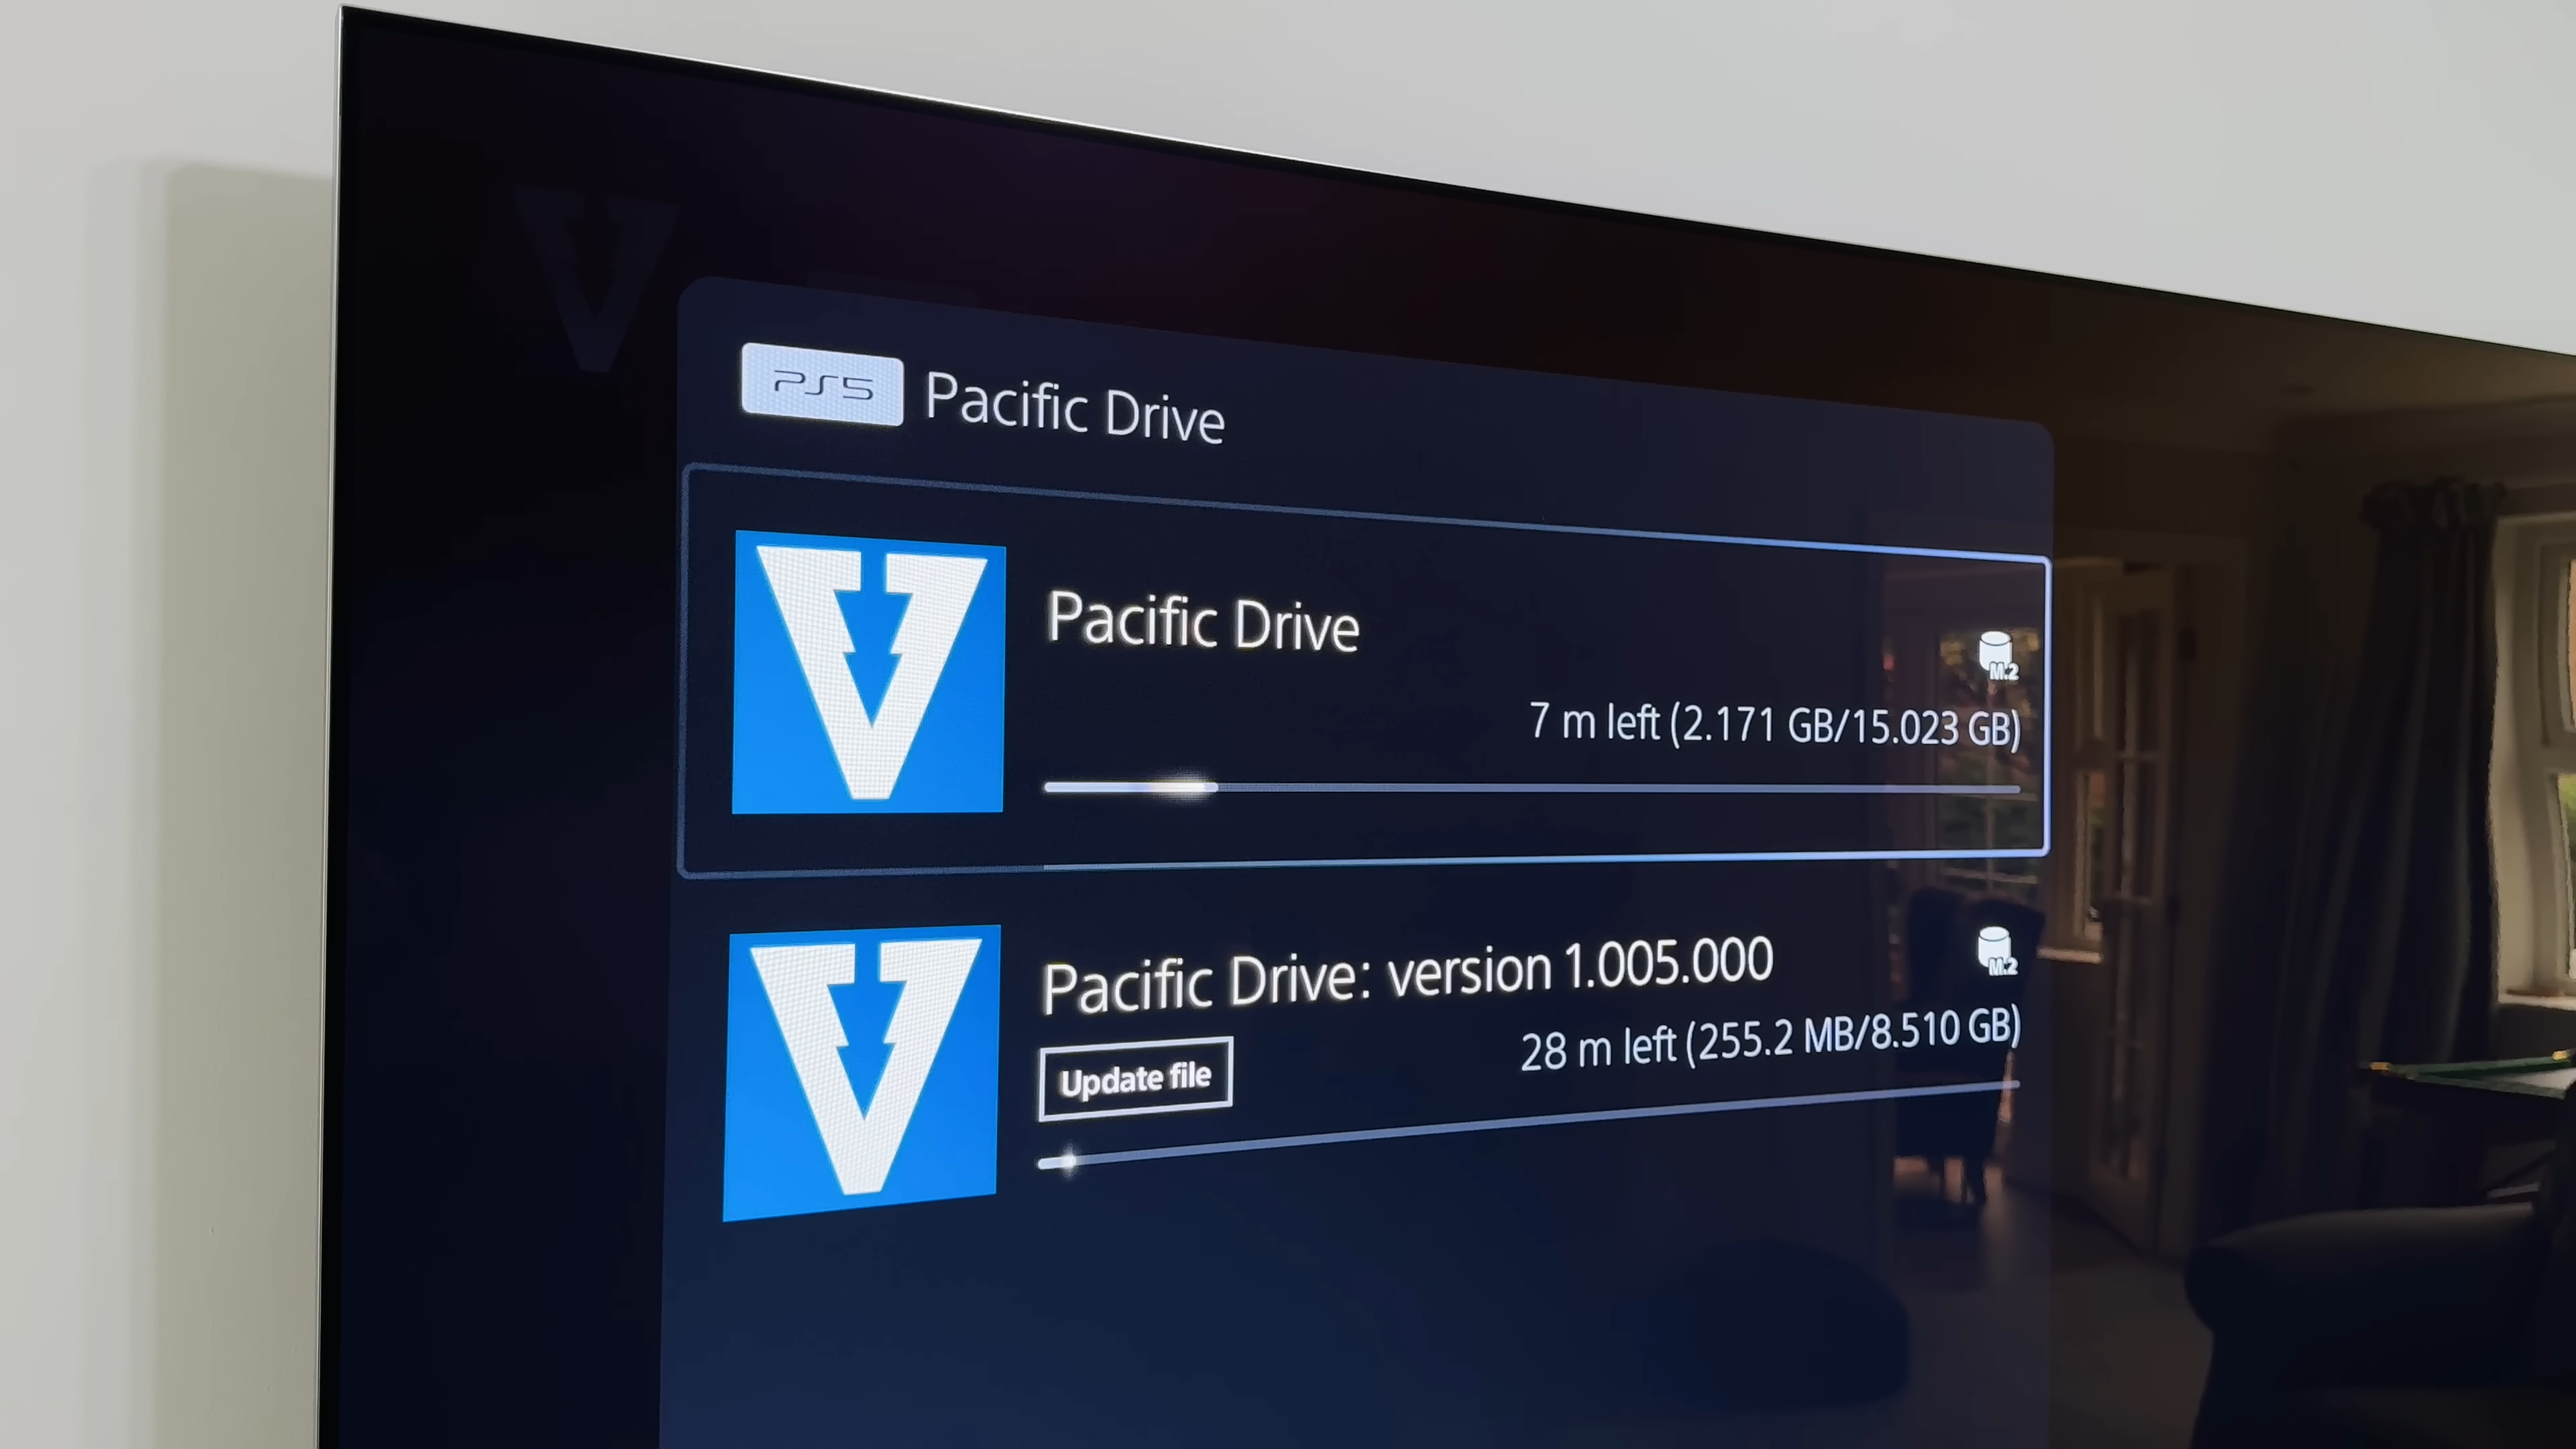 PS5 Pacific Drive
Pacific Drive
M.2
7 m left (2.171 GB/15.023 GB)
Pacific Drive: version 1.005.000
M.2
Update file
28 m left (255.2 MB/8.510 GB)